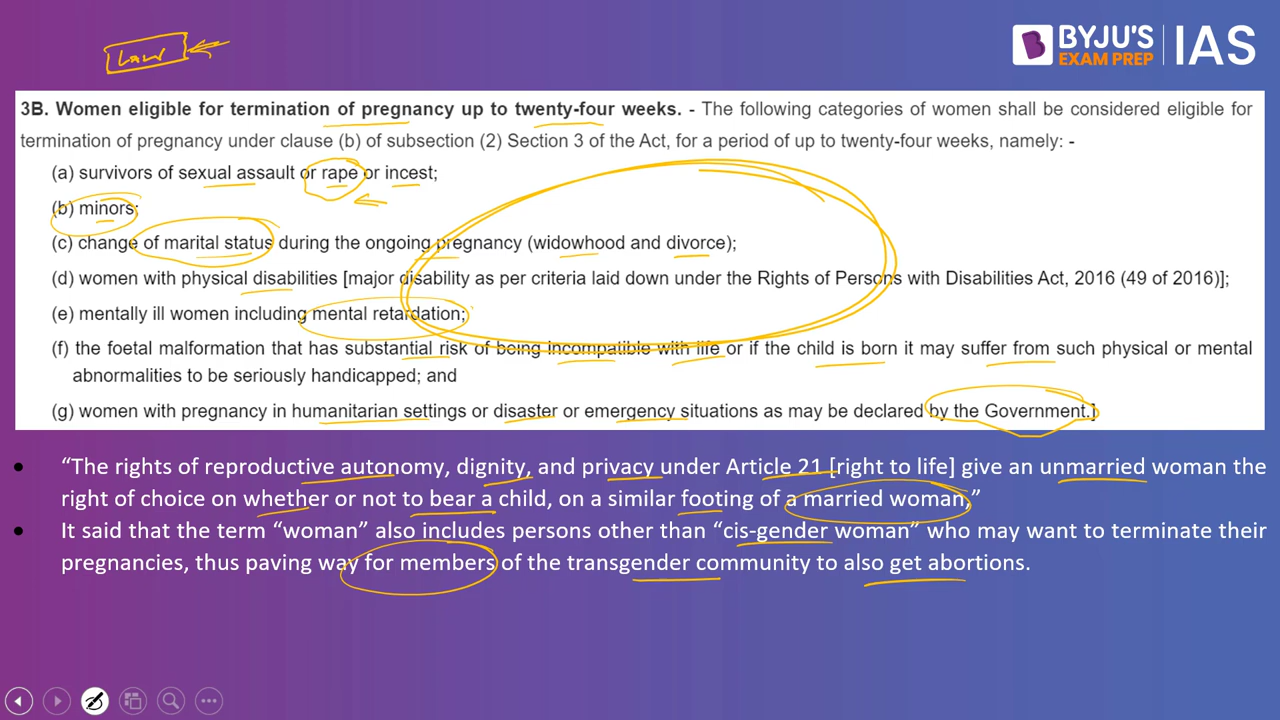 Law
BYJU'S
EXAM PREP
IAS
3B. Women eligible for termination of pregnancy up to twenty-four weeks. - The following categories of women shall be considered eligible for
termination of pregnancy under clause (b) of subsection (2) Section 3 of the Act, for a period of up to twenty-four weeks, namely: -
(a) survivors of sexual assault or rape or incest;
(b) minors;
(c) change of marital status during the ongoing pregnancy (widowhood and divorce);
(d) women with physical disabilities [major disability as per criteria laid down under the Rights of Persons with Disabilities Act, 2016 (49 of 2016)];
(e) mentally ill women including mental retardation;
(f) the foetal malformation that has substantial risk of being incompatible with life or if the child is born it may suffer from such physical or mental
abnormalities to be seriously handicapped; and
(g) women with pregnancy in humanitarian settings or disaster or emergency situations as may be declared by the Government.]
• “The rights of reproductive autonomy, dignity, and privacy under Article 21 [right to life] give an unmarried woman the
right of choice on whether or not to bear a child, on a similar footing of a married woman,”
• It said that the term “woman” also includes persons other than “cis-gender woman” who may want to terminate their
pregnancies, thus paving way for members of the transgender community to also get abortions.